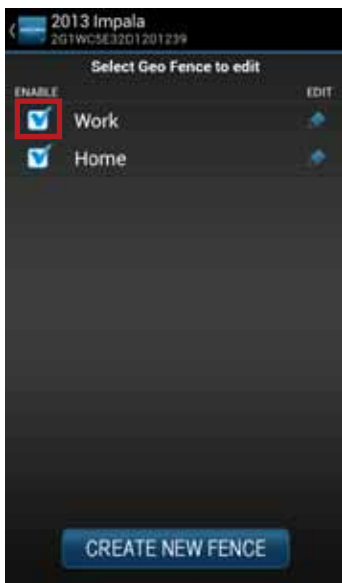 2013 Impala
2G1WC5E32D1201239
Select Geo Fence to edit
ENABLE EDIT
Work
Home
CREATE NEW FENCE